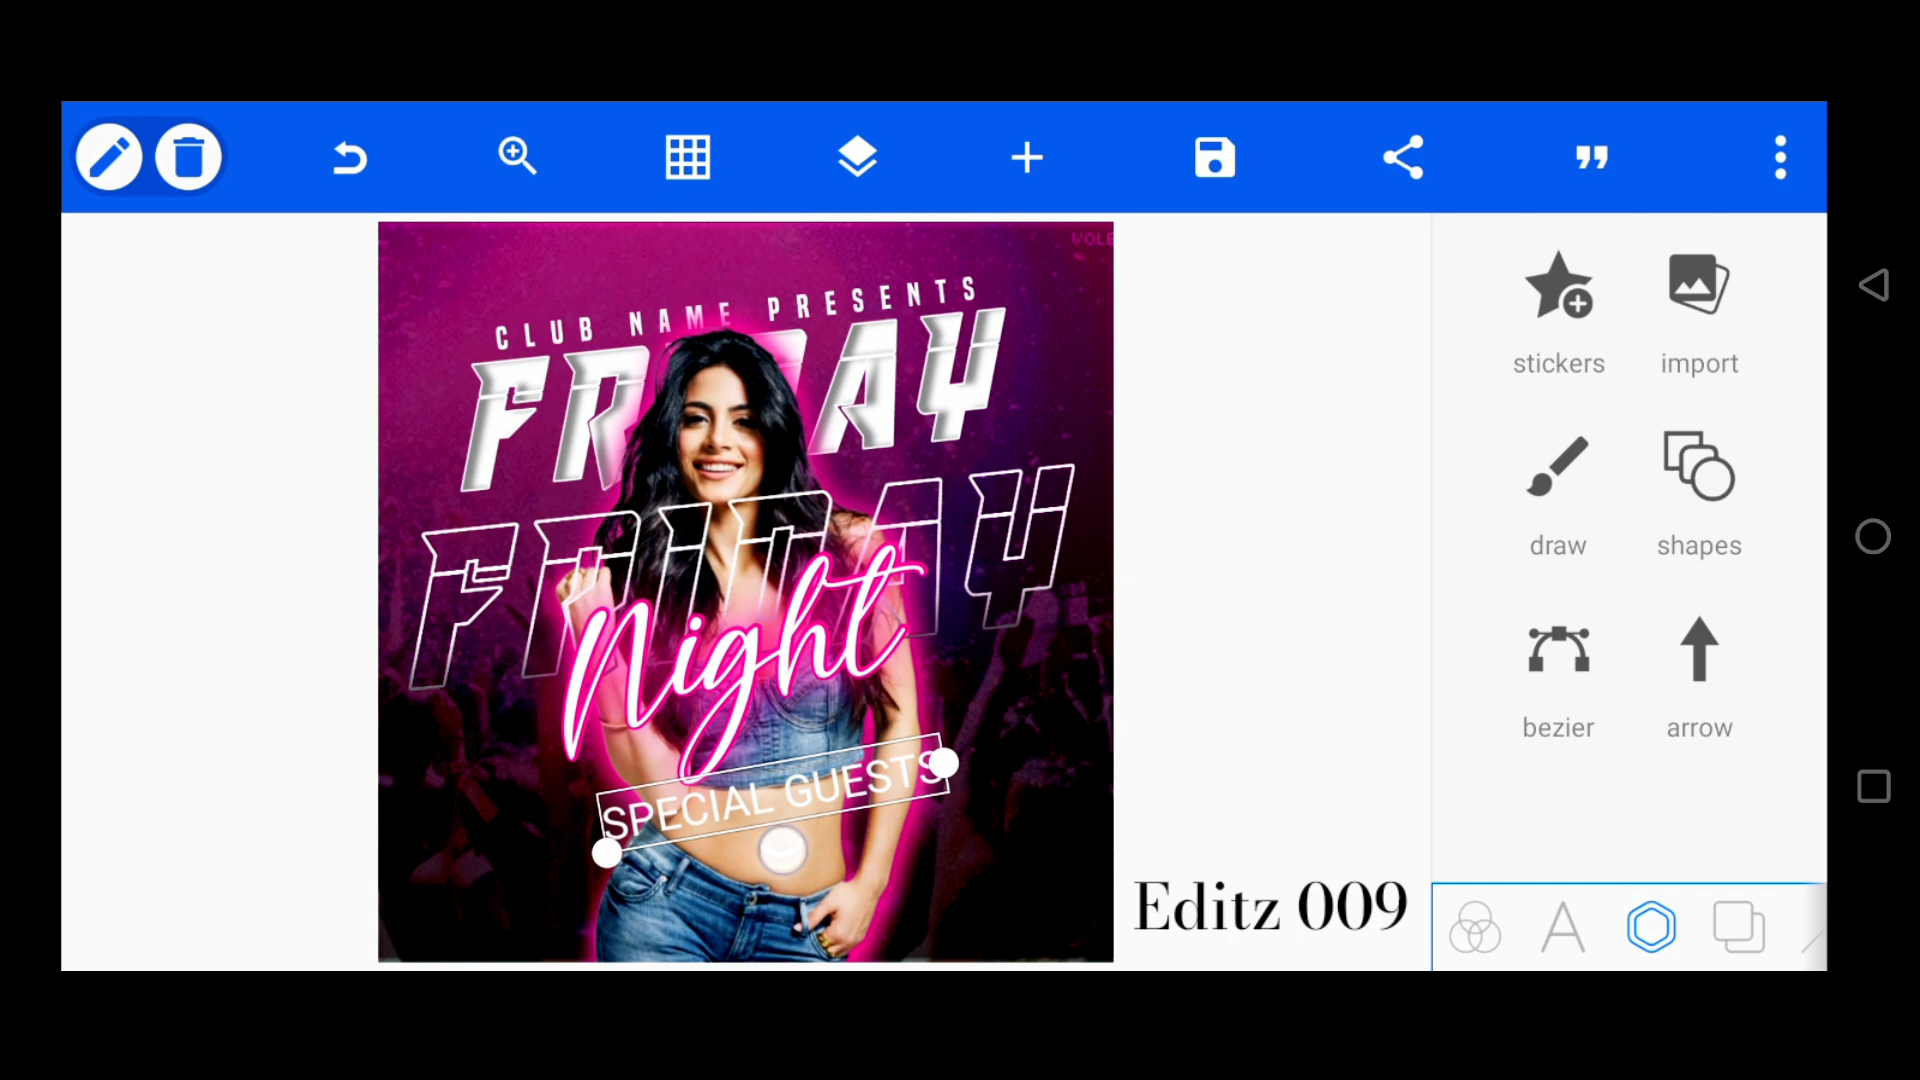 CLUB NAME PRESENTS
FRIDAY
FRIDAY
Night
SPECIAL GUESTS
Editz 009
stickers
import
draw
shapes
bezier
arrow